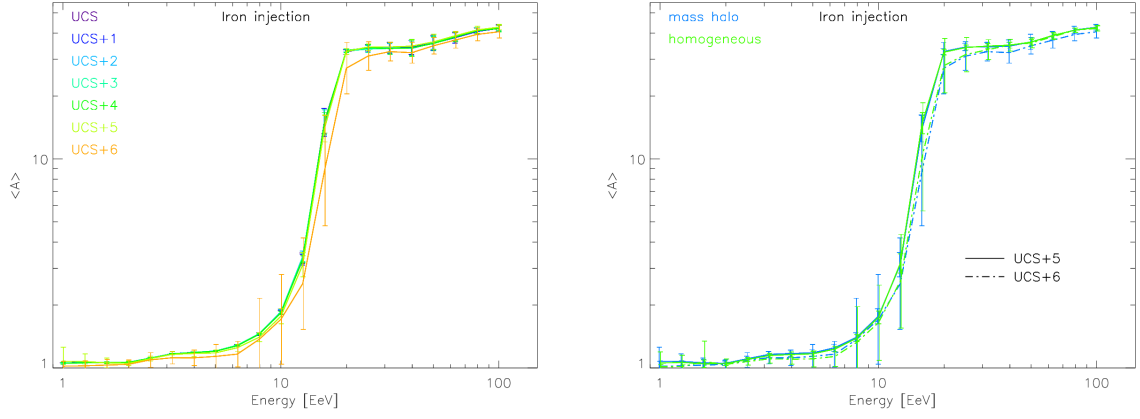 UCS Iron injection
UCS+1
UCS+2
UCS+3
UCS+4
UCS+5
UCS+6
10
1
<A>
1 10 100
Energy [EeV]
mass halo Iron injection
homogeneous
10
1
<A>
UCS+5
UCS+6
1 10 100
Energy [EeV]